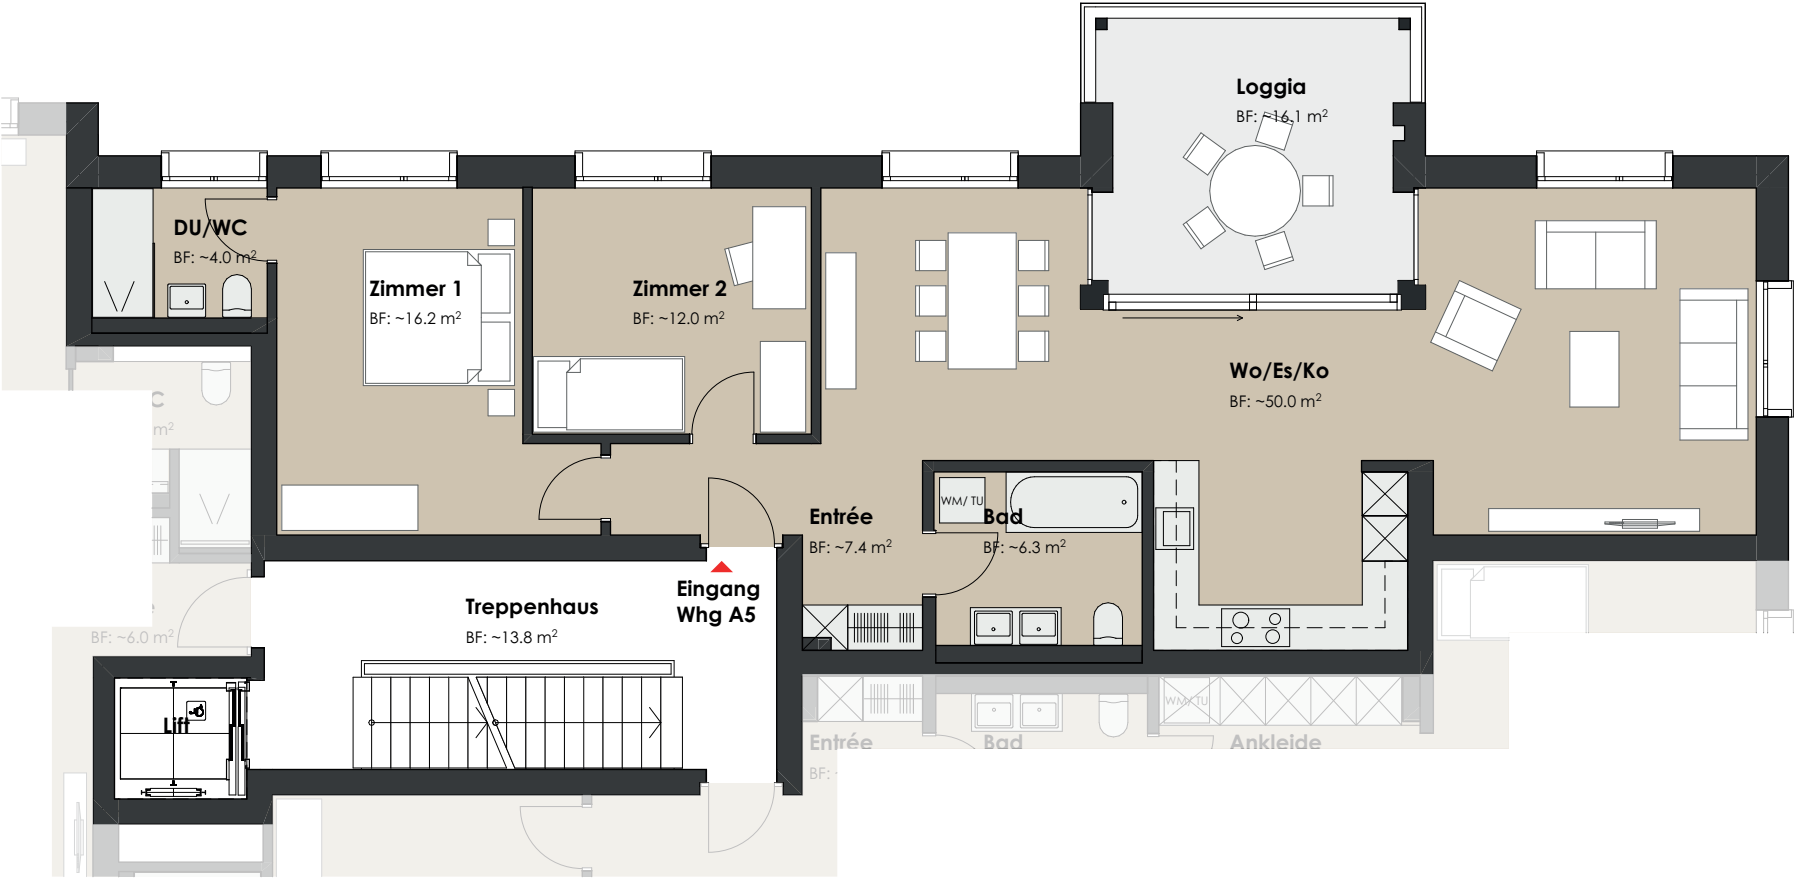 Loggia
BF: ~16.1 m²
DU/WC
BF: ~4.0 m²
Zimmer 1
BF: ~16.2 m²
Zimmer 2
BF: ~12.0 m²
Wo/Es/Ko
BF: ~50.0 m²
C
m²
WM/ TU
Entrée
BF: ~7.4 m²
Bad
BF: ~6.3 m²
Eingang
Whg A5
Treppenhaus
BF: ~13.8 m²
e
BF: ~6.0 m²
Lift
WM/ TU
Entrée
BF: ~
Bad
Ankleide